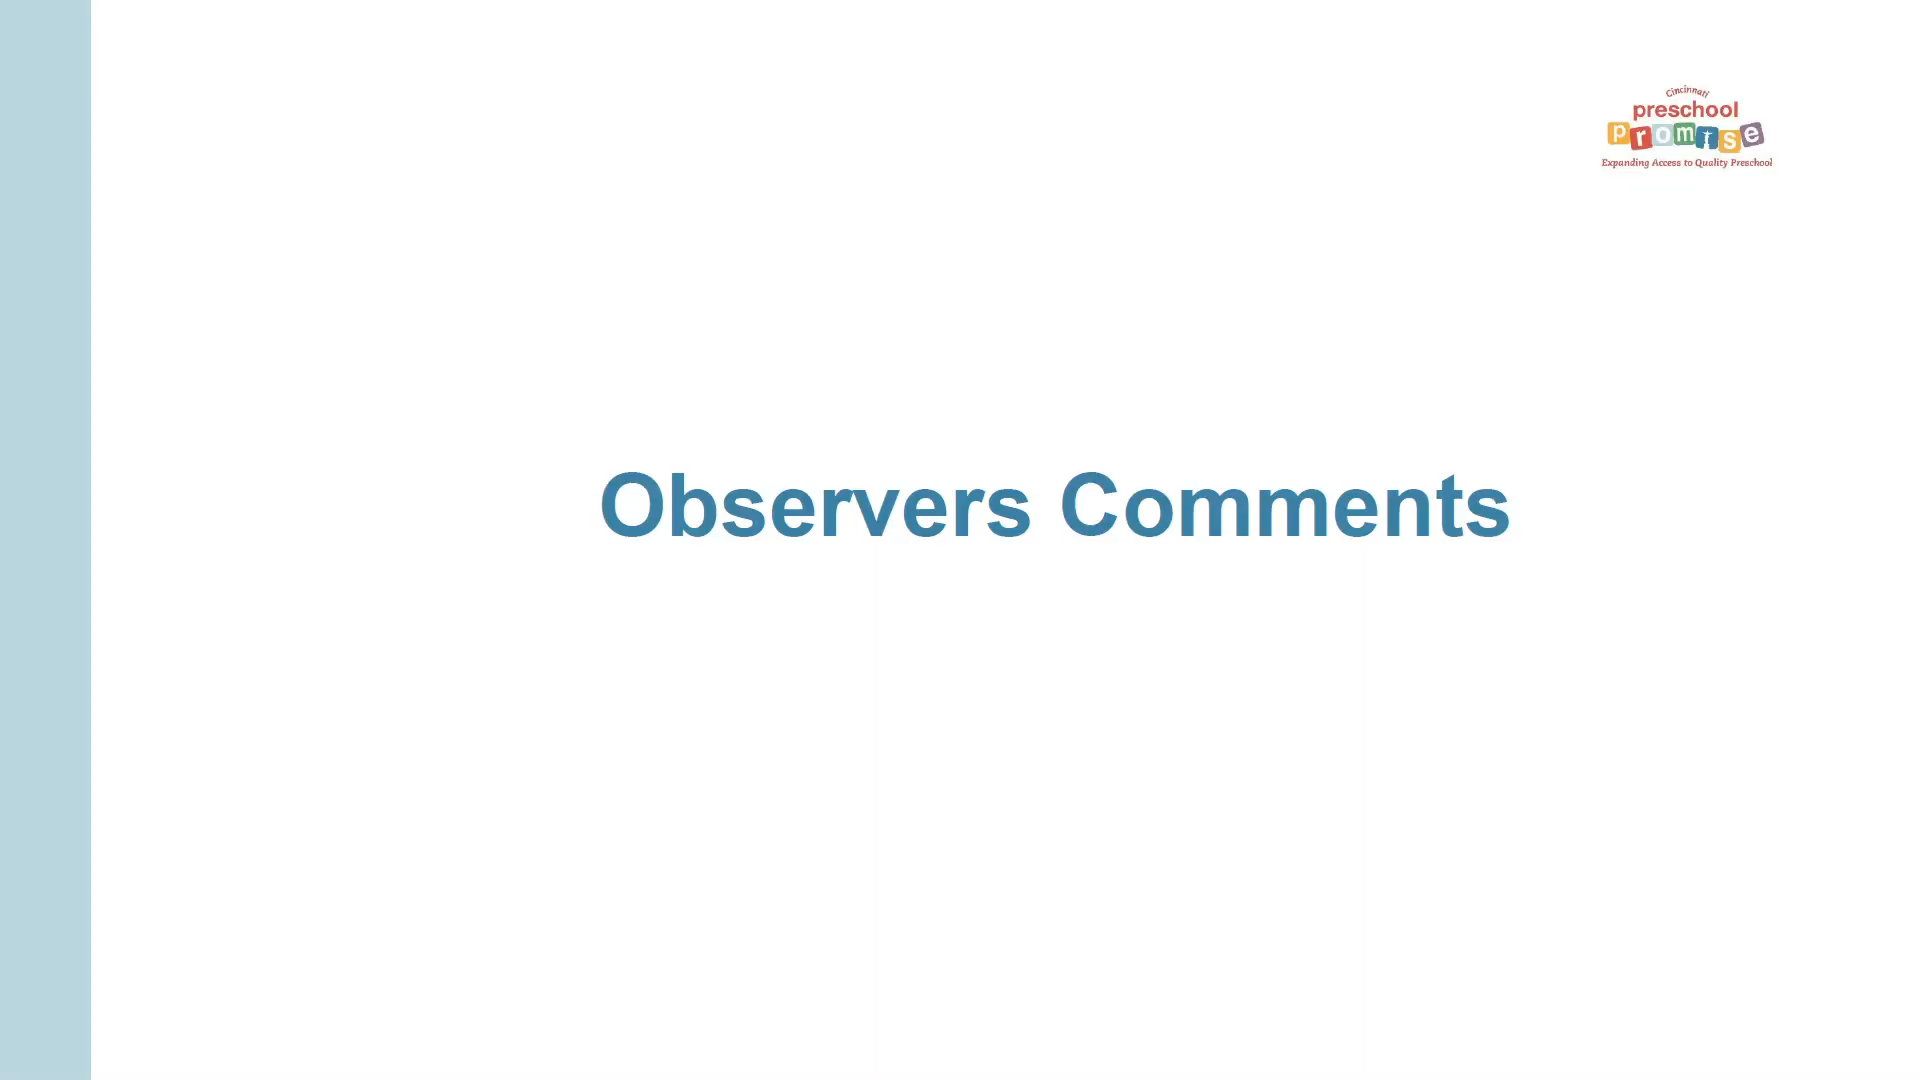 Cincinnati
preschool
promise
Expanding Access to Quality Preschool
Observers Comments